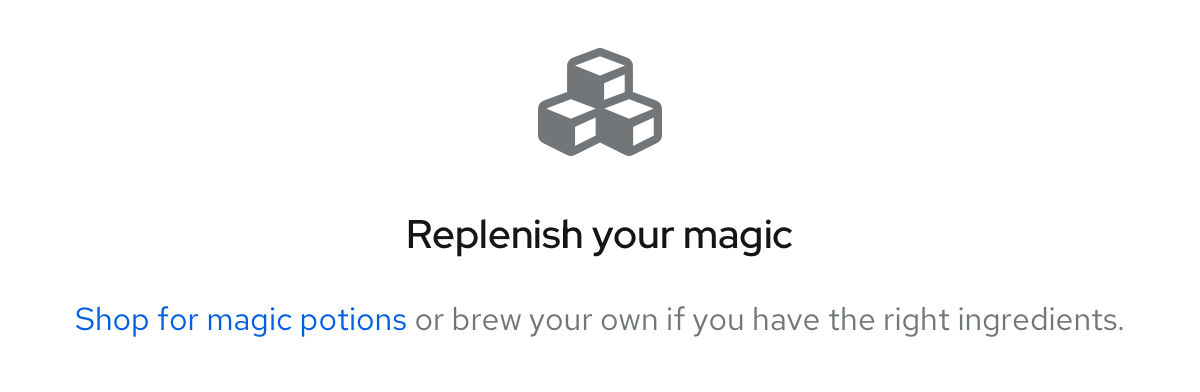 Replenish your magic
Shop for magic potions or brew your own if you have the right ingredients.